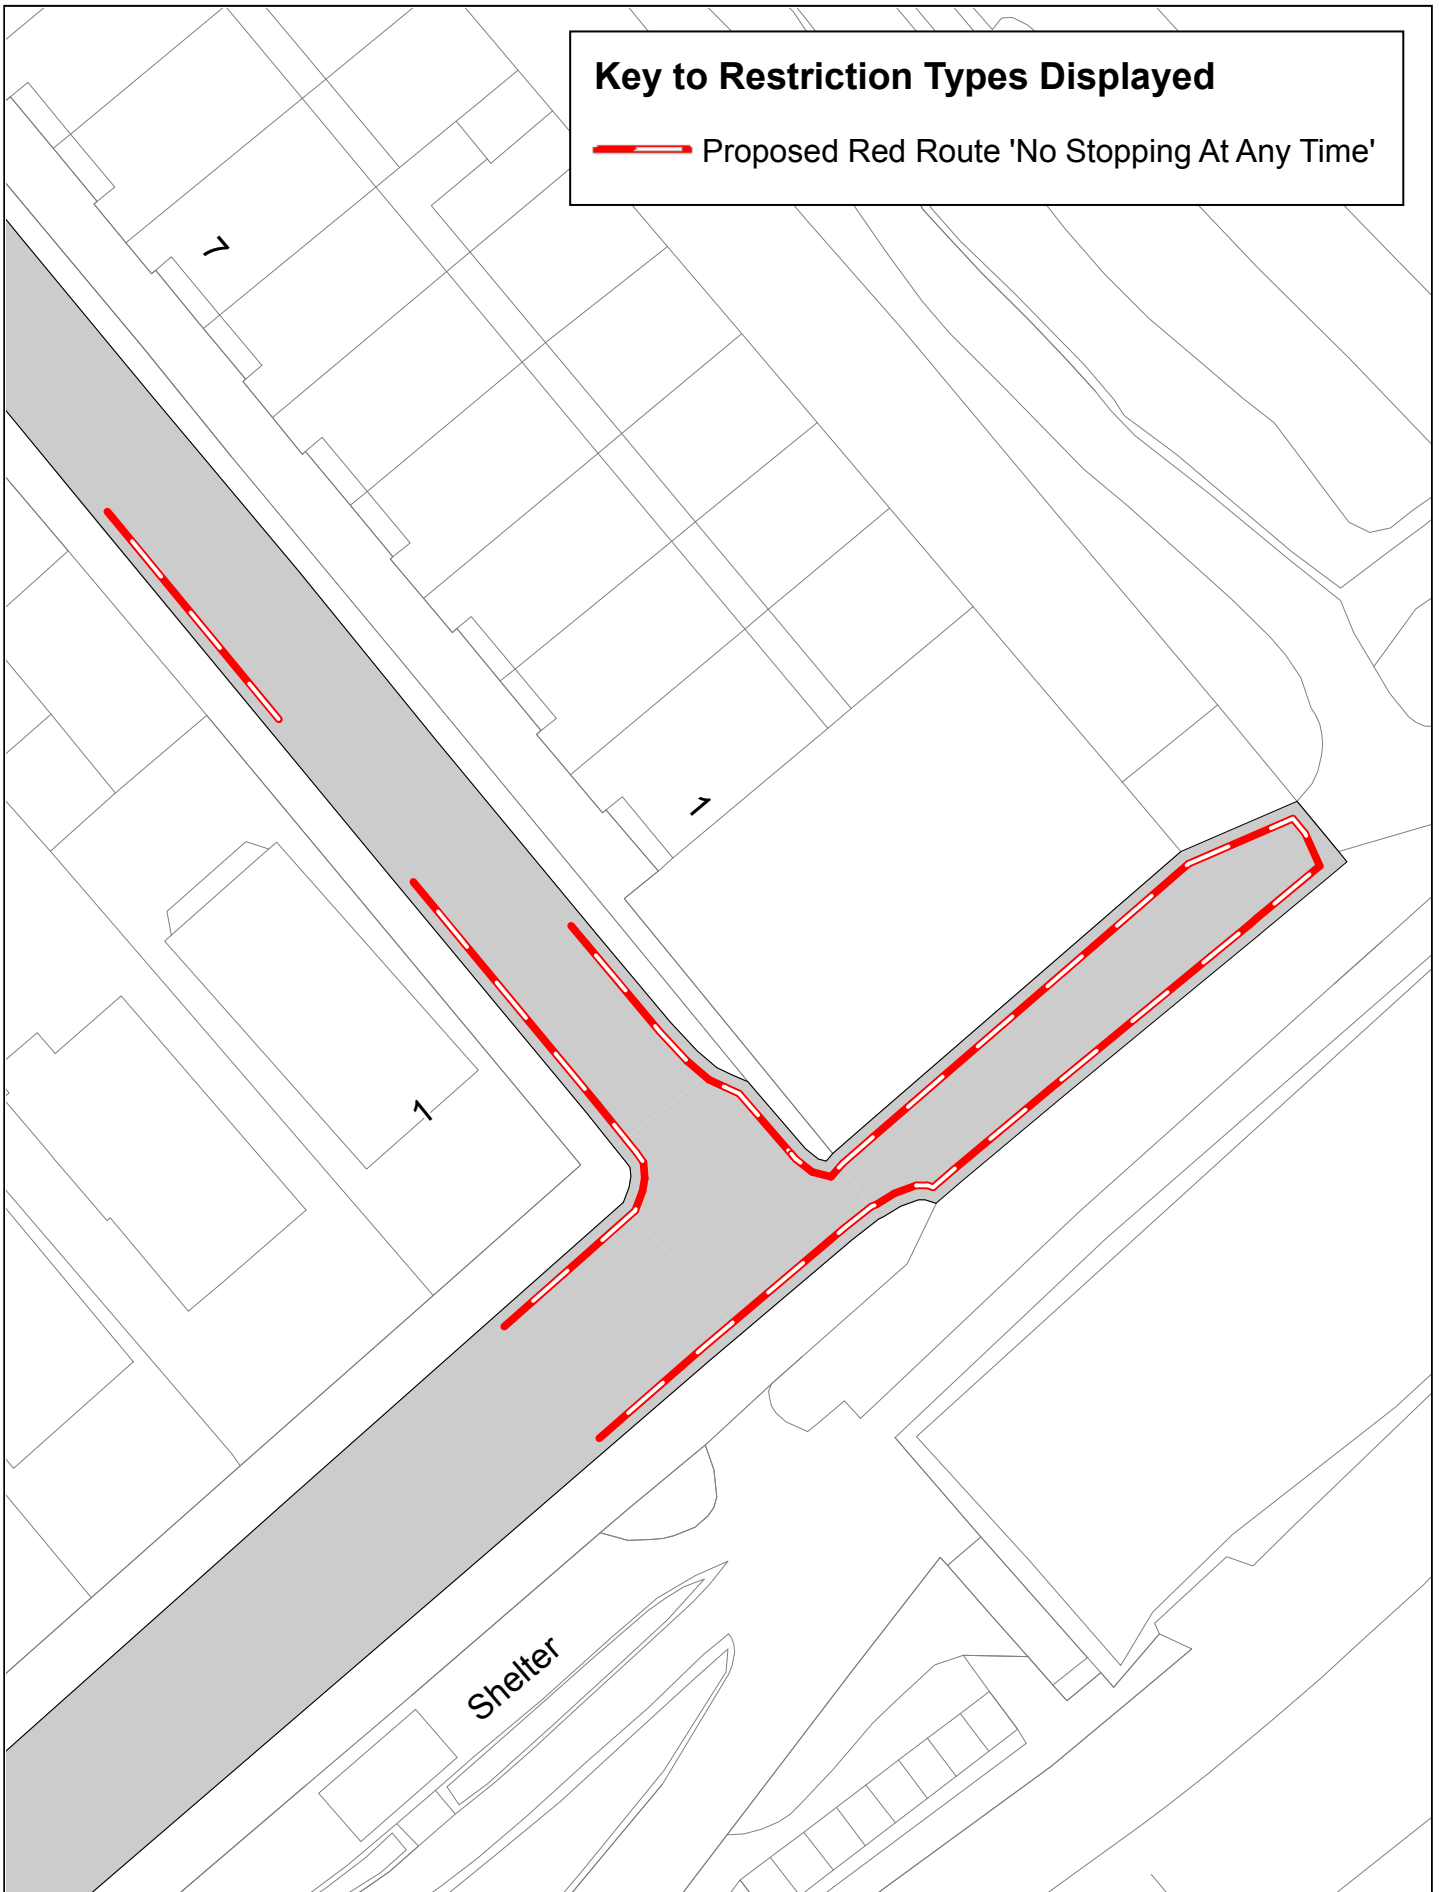 Key to Restriction Types Displayed
Proposed Red Route 'No Stopping At Any Time'
7
1
1
Shelter